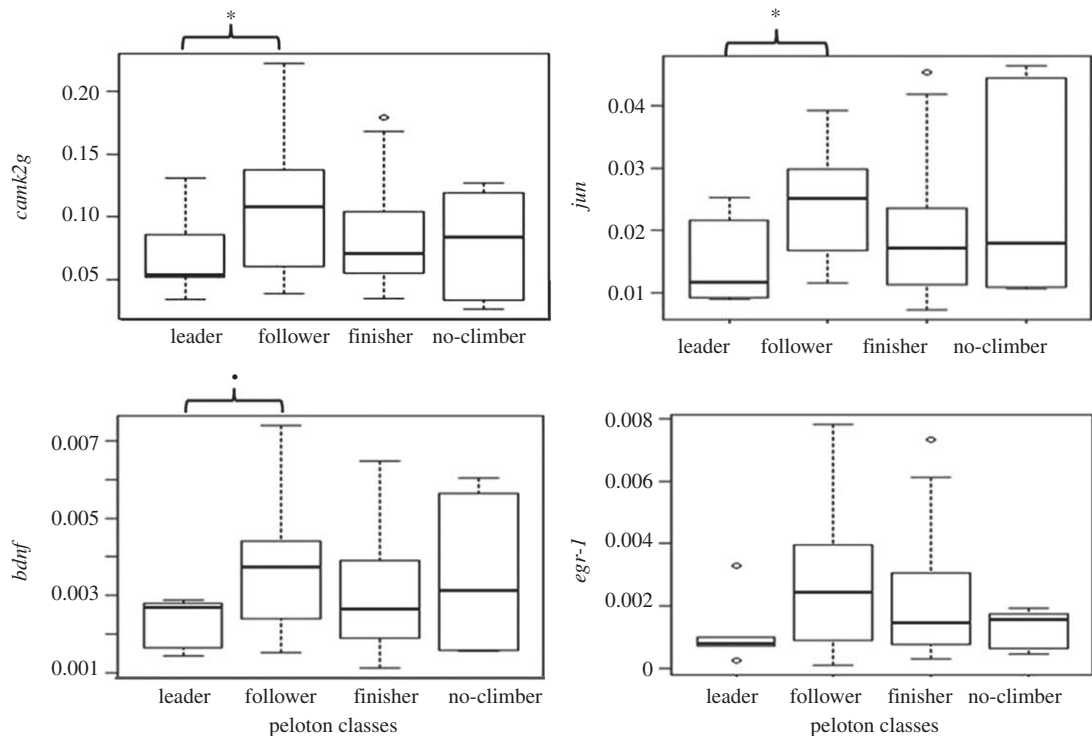 *
camk2g
0.20
0.15
0.10
0.05
leader follower finisher no-climber
*
jun
0.04
0.03
0.02
0.01
leader follower finisher no-climber
•
bdnf
0.007
0.005
0.003
0.001
leader follower finisher no-climber
peloton classes
egr-1
0.008
0.006
0.004
0.002
0
leader follower finisher no-climber
peloton classes